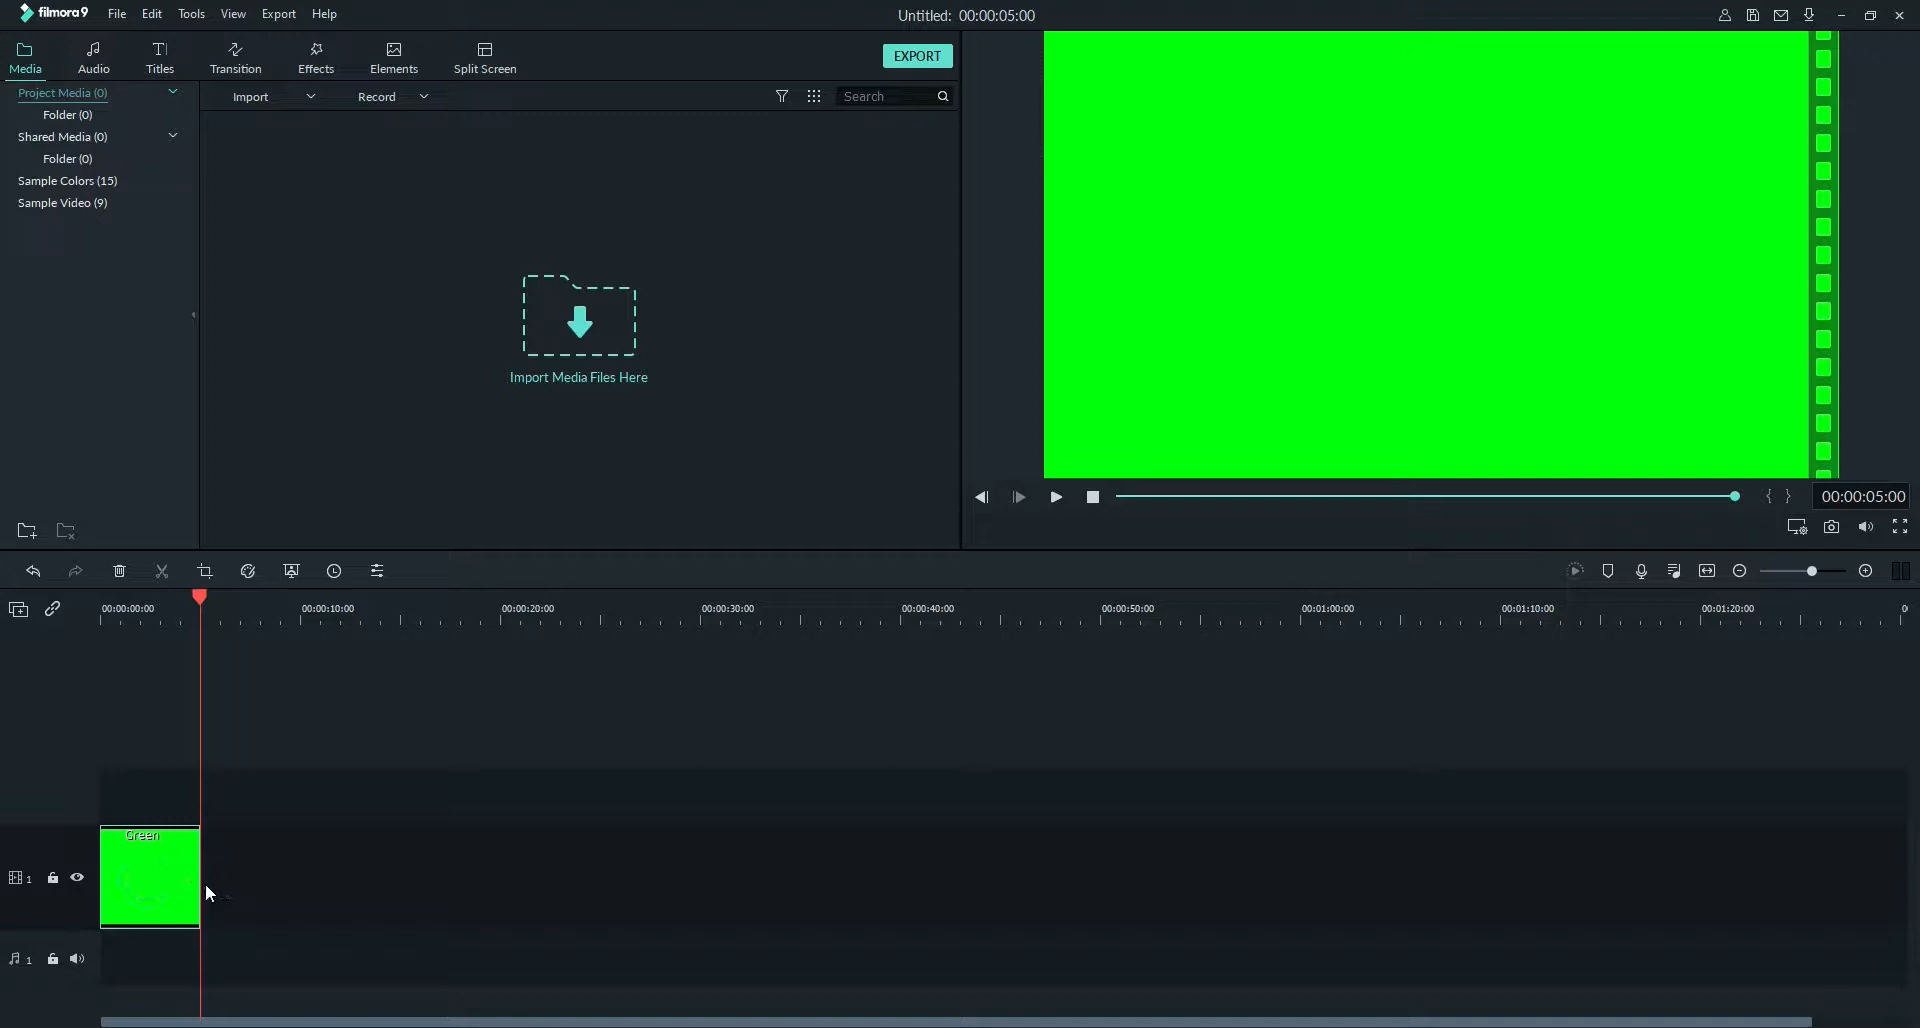 filmora9 File Edit Tools View Export Help Untitled: 00:00:05:00
Media Audio Titles Transition Effects Elements Split Screen EXPORT
Project Media (0) Import Record Search
Folder (0)
Shared Media (0)
Folder (0)
Sample Colors (15)
Sample Video (9)
Import Media Files Here
00:00:05:00
00:00:00:00 00:00:10:00 00:00:20:00 00:00:30:00 00:00:40:00 00:00:50:00 00:01:00:00 00:01:10:00 00:01:20:00
Green
1
1